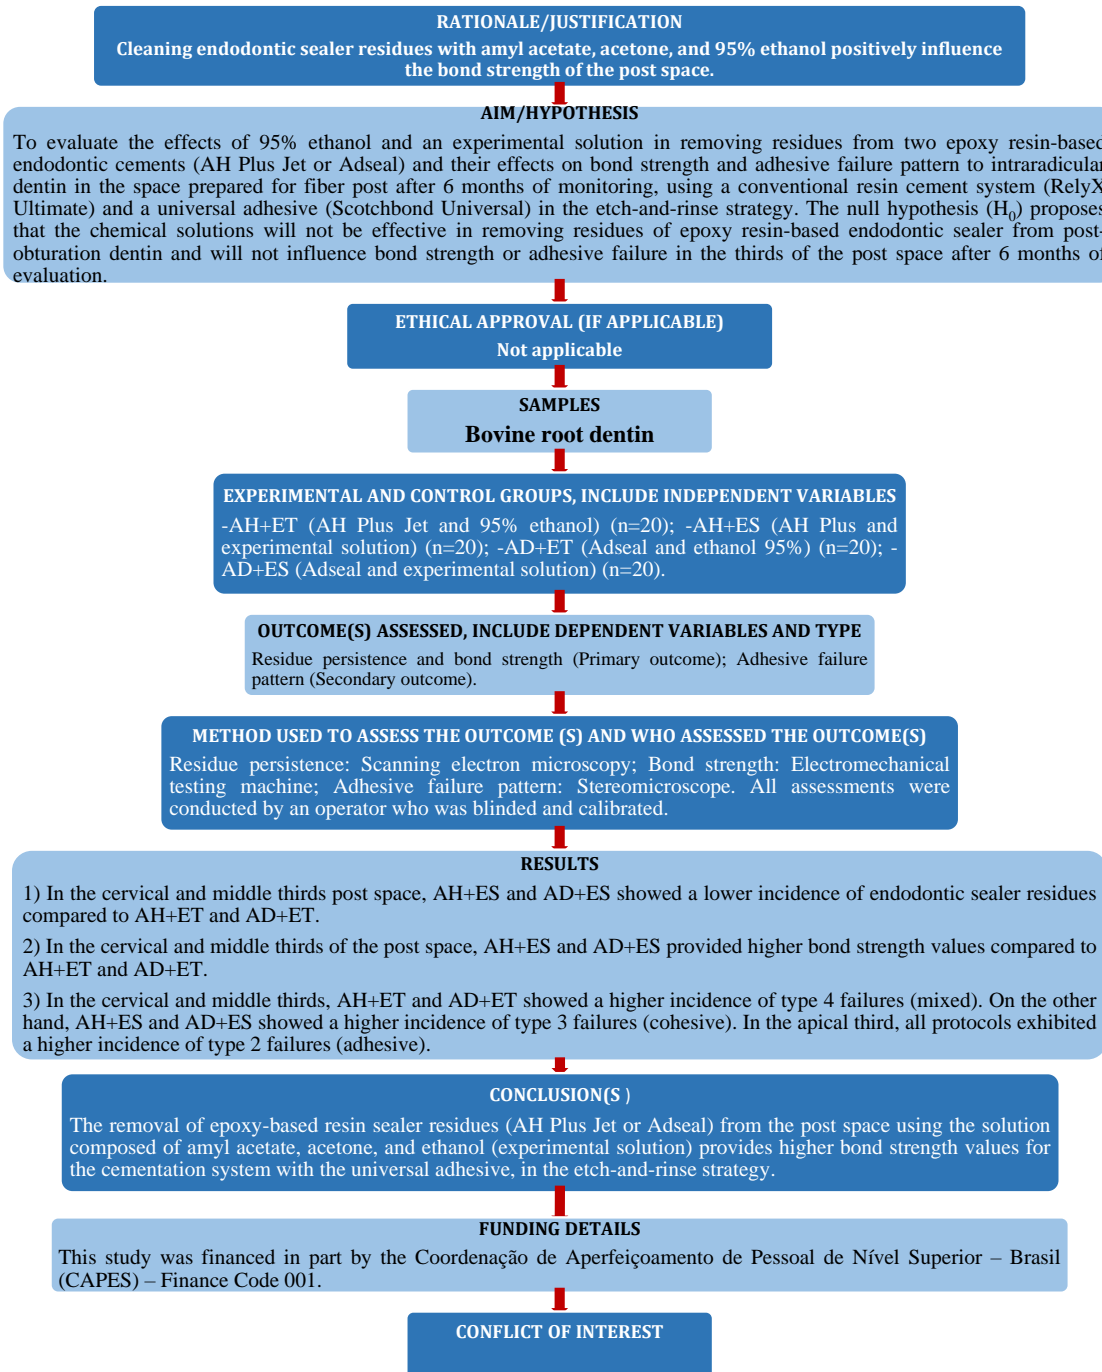 RATIONALE/JUSTIFICATION
Cleaning endodontic sealer residues with amyl acetate, acetone, and 95% ethanol positively influence
the bond strength of the post space.
AIM/HYPOTHESIS
To evaluate the effects of 95% ethanol and an experimental solution in removing residues from two epoxy resin-based
endodontic cements (AH Plus Jet or Adseal) and their effects on bond strength and adhesive failure pattern to intraradicular
dentin in the space prepared for fiber post after 6 months of monitoring, using a conventional resin cement system (RelyX
Ultimate) and a universal adhesive (Scotchbond Universal) in the etch-and-rinse strategy. The null hypothesis (H₀) proposes
that the chemical solutions will not be effective in removing residues of epoxy resin-based endodontic sealer from post-
obturation dentin and will not influence bond strength or adhesive failure in the thirds of the post space after 6 months of
evaluation.
ETHICAL APPROVAL (IF APPLICABLE)
Not applicable
SAMPLES
Bovine root dentin
EXPERIMENTAL AND CONTROL GROUPS, INCLUDE INDEPENDENT VARIABLES
-AH+ET (AH Plus Jet and 95% ethanol) (n=20); -AH+ES (AH Plus and
experimental solution) (n=20); -AD+ET (Adseal and ethanol 95%) (n=20); -
AD+ES (Adseal and experimental solution) (n=20).
OUTCOME(S) ASSESSED, INCLUDE DEPENDENT VARIABLES AND TYPE
Residue persistence and bond strength (Primary outcome); Adhesive failure
pattern (Secondary outcome).
METHOD USED TO ASSESS THE OUTCOME (S) AND WHO ASSESSED THE OUTCOME(S)
Residue persistence: Scanning electron microscopy; Bond strength: Electromechanical
testing machine; Adhesive failure pattern: Stereomicroscope. All assessments were
conducted by an operator who was blinded and calibrated.
RESULTS
1) In the cervical and middle thirds post space, AH+ES and AD+ES showed a lower incidence of endodontic sealer residues
compared to AH+ET and AD+ET.
2) In the cervical and middle thirds of the post space, AH+ES and AD+ES provided higher bond strength values compared to
AH+ET and AD+ET.
3) In the cervical and middle thirds, AH+ET and AD+ET showed a higher incidence of type 4 failures (mixed). On the other
hand, AH+ES and AD+ES showed a higher incidence of type 3 failures (cohesive). In the apical third, all protocols exhibited
a higher incidence of type 2 failures (adhesive).
CONCLUSION(S )
The removal of epoxy-based resin sealer residues (AH Plus Jet or Adseal) from the post space using the solution
composed of amyl acetate, acetone, and ethanol (experimental solution) provides higher bond strength values for
the cementation system with the universal adhesive, in the etch-and-rinse strategy.
FUNDING DETAILS
This study was financed in part by the Coordenação de Aperfeiçoamento de Pessoal de Nível Superior – Brasil
(CAPES) – Finance Code 001.
CONFLICT OF INTEREST